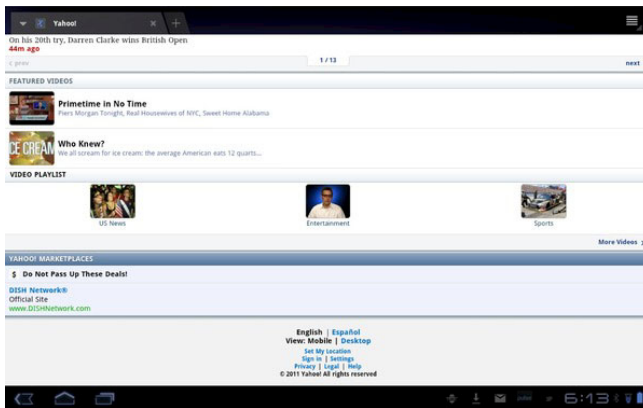 Yahoo!
On his 20th try, Darren Clarke wins British Open
44m ago
prev
1 / 13
next
FEATURED VIDEOS
Primetime in No Time
Piers Morgan Tonight, Real Housewives of NYC, Sweet Home Alabama
ICE CREAM
Who Knew?
We all scream for ice cream: the average American eats 12 quarts...
VIDEO PLAYLIST
US News
Entertainment
Sports
More Videos
YAHOO! MARKETPLACES
$ Do Not Pass Up These Deals!
DISH Network®
Official Site
www.DISHNetwork.com
English | Español
View: Mobile | Desktop
Set My Location
Sign in | Settings
Privacy | Legal | Help
© 2011 Yahoo! All rights reserved
pulse
6:13